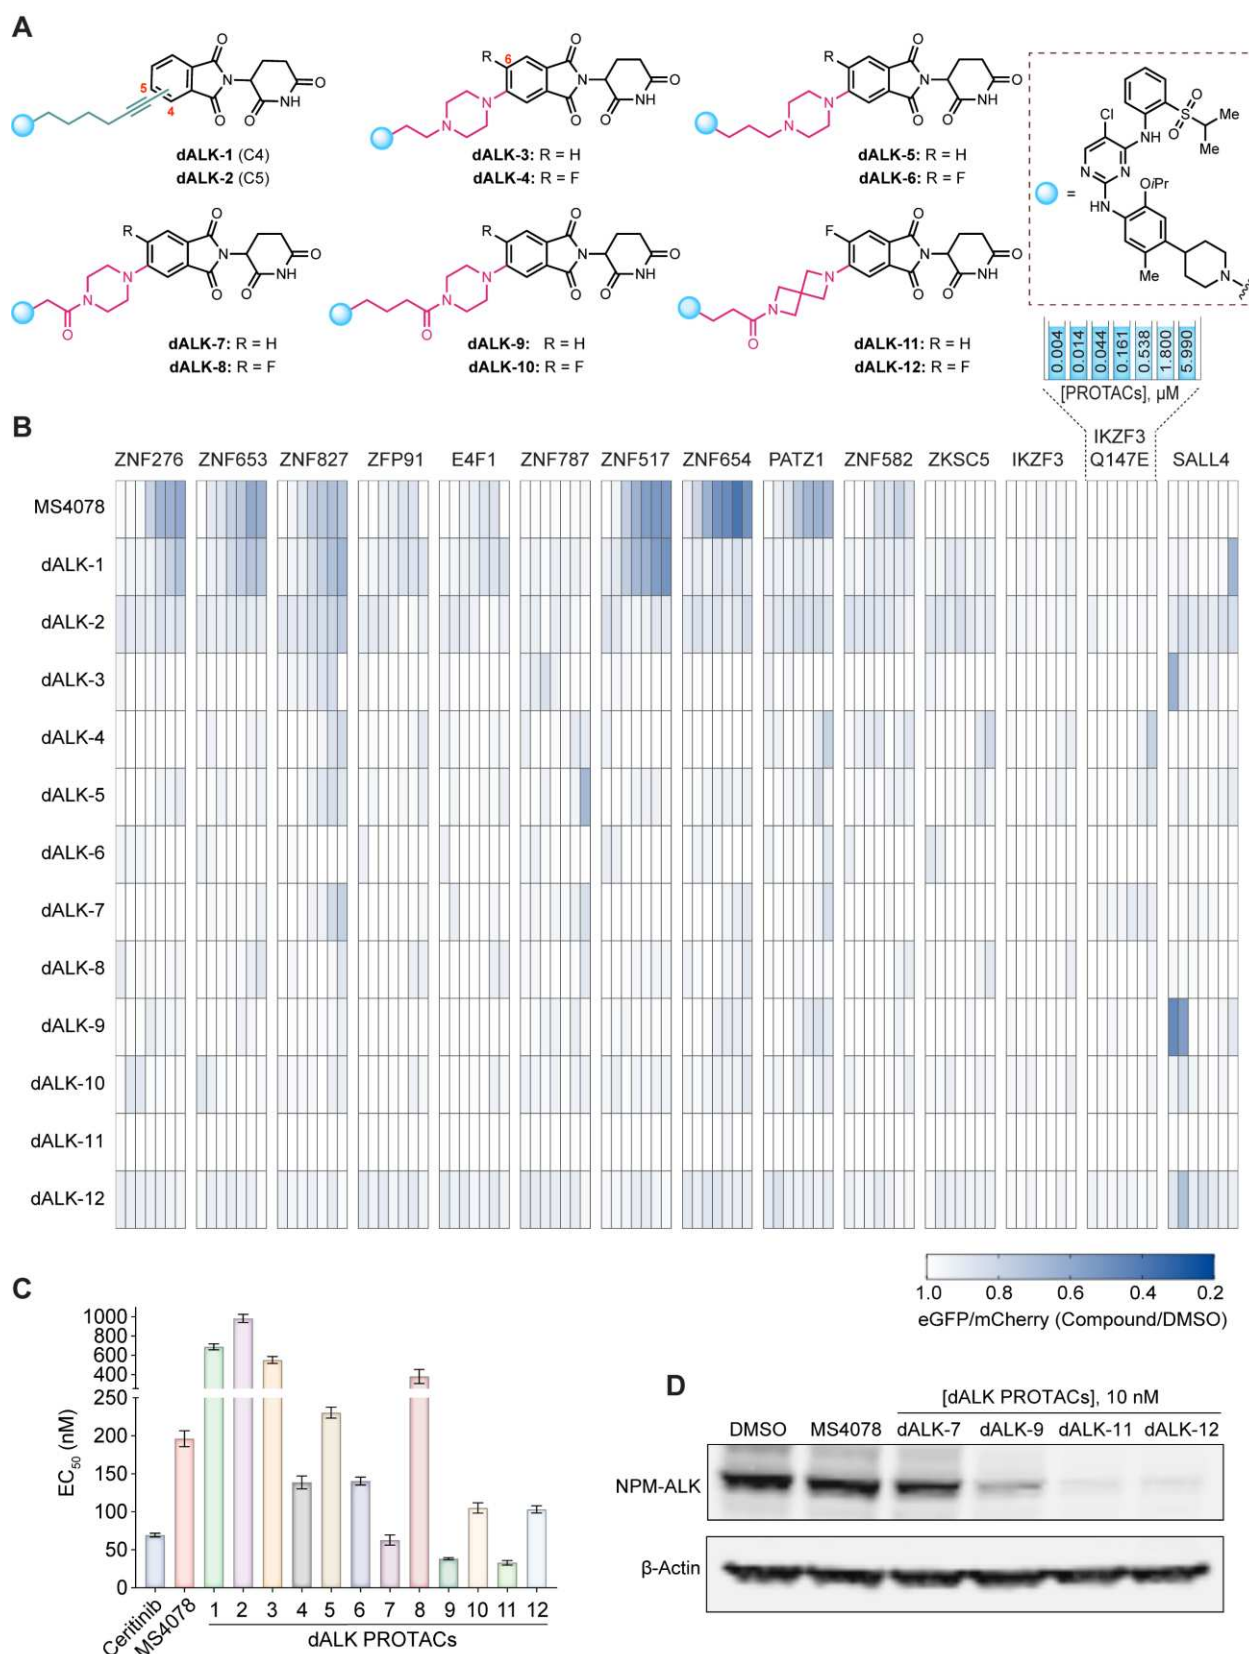 A
5
4
O
O
N
NH
O
O
dALK-1 (C4)
dALK-2 (C5)
R
6
O
O
N
NH
O
O
N
N
dALK-3: R = H
dALK-4: R = F
R
O
O
N
NH
O
O
N
N
dALK-5: R = H
dALK-6: R = F
O
O
S
Me
Me
Cl
NH
N
N
OiPr
HN
Me
N
=
R
O
O
N
NH
O
O
N
N
O
dALK-7: R = H
dALK-8: R = F
R
O
O
N
NH
O
O
N
N
O
dALK-9: R = H
dALK-10: R = F
F
O
O
N
NH
O
O
N
N
O
dALK-11: R = H
dALK-12: R = F
0.004 0.014 0.044 0.161 0.538 1.800 5.990
[PROTACs], µM
B
ZNF276 ZNF653 ZNF827 ZFP91 E4F1 ZNF787 ZNF517 ZNF654 PATZ1 ZNF582 ZKSC5 IKZF3 IKZF3 Q147E SALL4
MS4078
dALK-1
dALK-2
dALK-3
dALK-4
dALK-5
dALK-6
dALK-7
dALK-8
dALK-9
dALK-10
dALK-11
dALK-12
1.0 0.8 0.6 0.4 0.2
eGFP/mCherry (Compound/DMSO)
C
EC50 (nM)
1000
800
600
400
250
200
150
100
50
0
Ceritinib MS4078 1 2 3 4 5 6 7 8 9 10 11 12
dALK PROTACs
D
[dALK PROTACs], 10 nM
DMSO MS4078 dALK-7 dALK-9 dALK-11 dALK-12
NPM-ALK
β-Actin